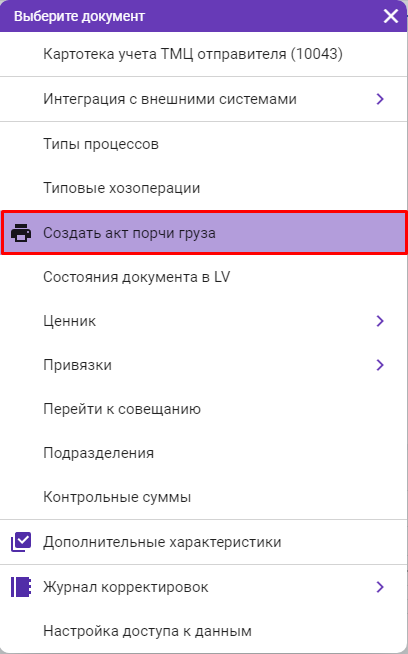 Выберите документ
Картотека учета ТМЦ отправителя (10043)
Интеграция с внешними системами
Типы процессов
Типовые хозоперации
Создать акт порчи груза
Состояния документа в LV
Ценник
Привязки
Перейти к совещанию
Подразделения
Контрольные суммы
Дополнительные характеристики
Журнал корректировок
Настройка доступа к данным